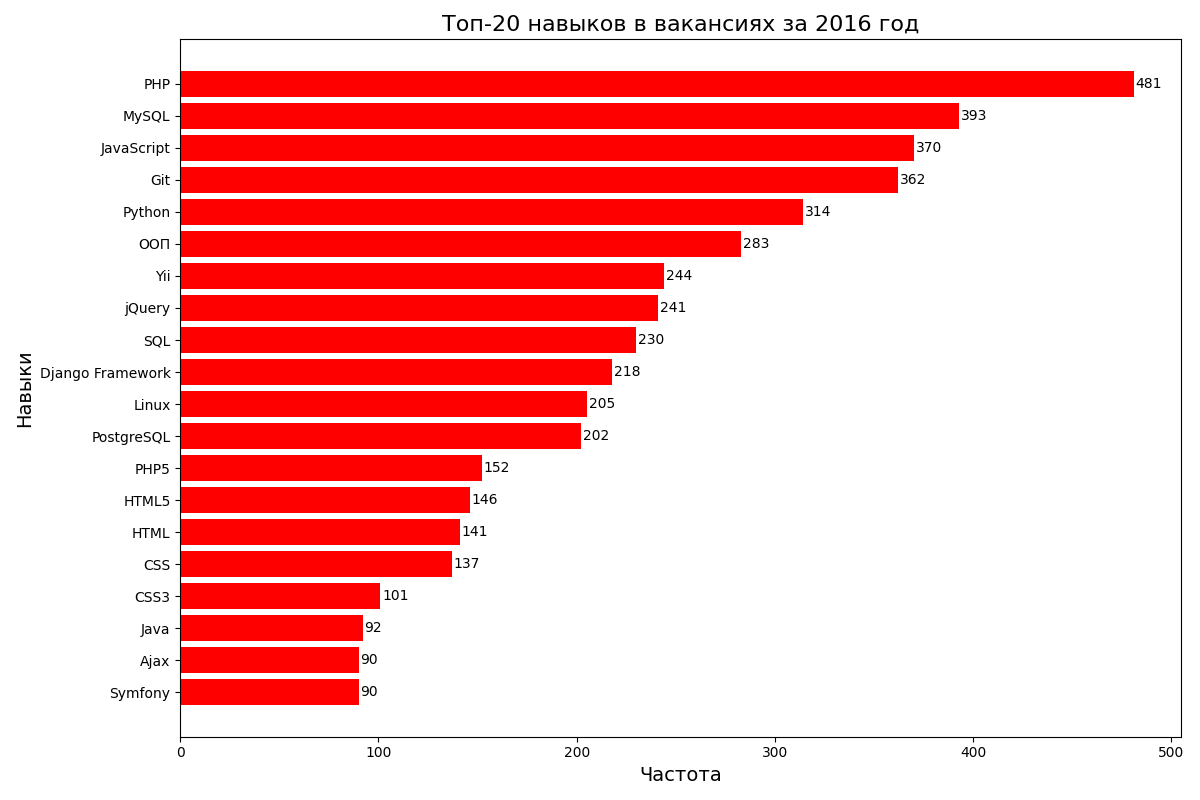 Топ-20 навыков в вакансиях за 2016 год
Навыки
PHP 481
MySQL 393
JavaScript 370
Git 362
Python 314
ООП 283
Yii 244
jQuery 241
SQL 230
Django Framework 218
Linux 205
PostgreSQL 202
PHP5 152
HTML5 146
HTML 141
CSS 137
CSS3 101
Java 92
Ajax 90
Symfony 90
0 100 200 300 400 500
Частота